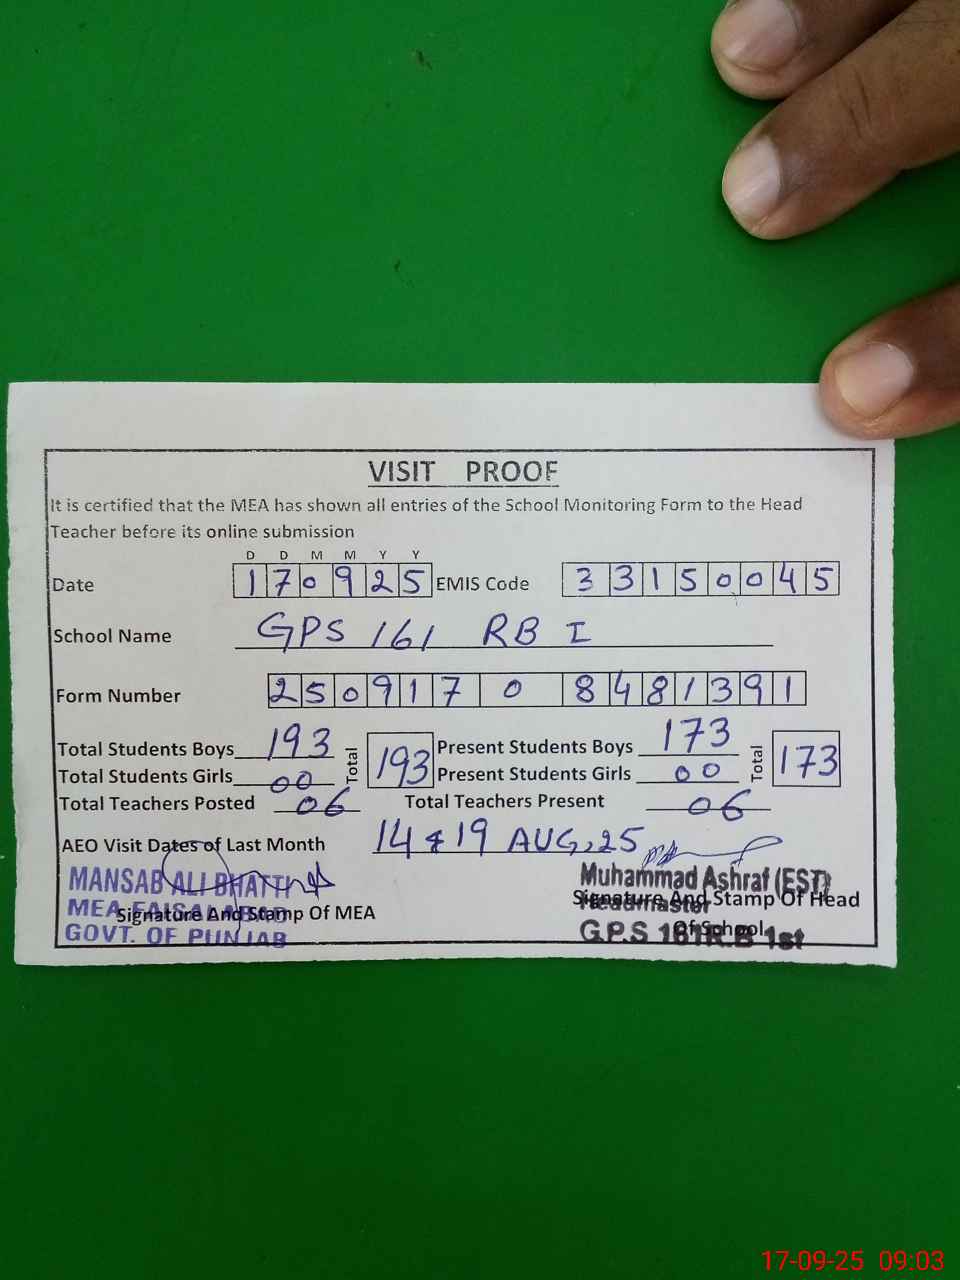 VISIT PROOF
It is certified that the MEA has shown all entries of the School Monitoring Form to the Head
Teacher before its online submission
D D M M Y Y
Date 1 7 0 9 2 5 EMIS Code 3 3 1 5 0 0 4 5
School Name GPS 161 RB I
Form Number 2 5 0 9 1 7 0 8 4 8 1 3 9 1
Total Students Boys 193 Total 193 Present Students Boys 173 Total 173
Total Students Girls 00 Present Students Girls 00
Total Teachers Posted 06 Total Teachers Present 06
AEO Visit Dates of Last Month 14 & 19 AUG, 25
MANSAB ALI BHATTI Muhammad Ashraf (EST)
MEA FAISALABAD Headmaster
Signature And Stamp Of MEA Signature And Stamp Of Head
Of School
GOVT. OF PUNJAB G.P.S 161R.B 1st
17-09-25 09:03